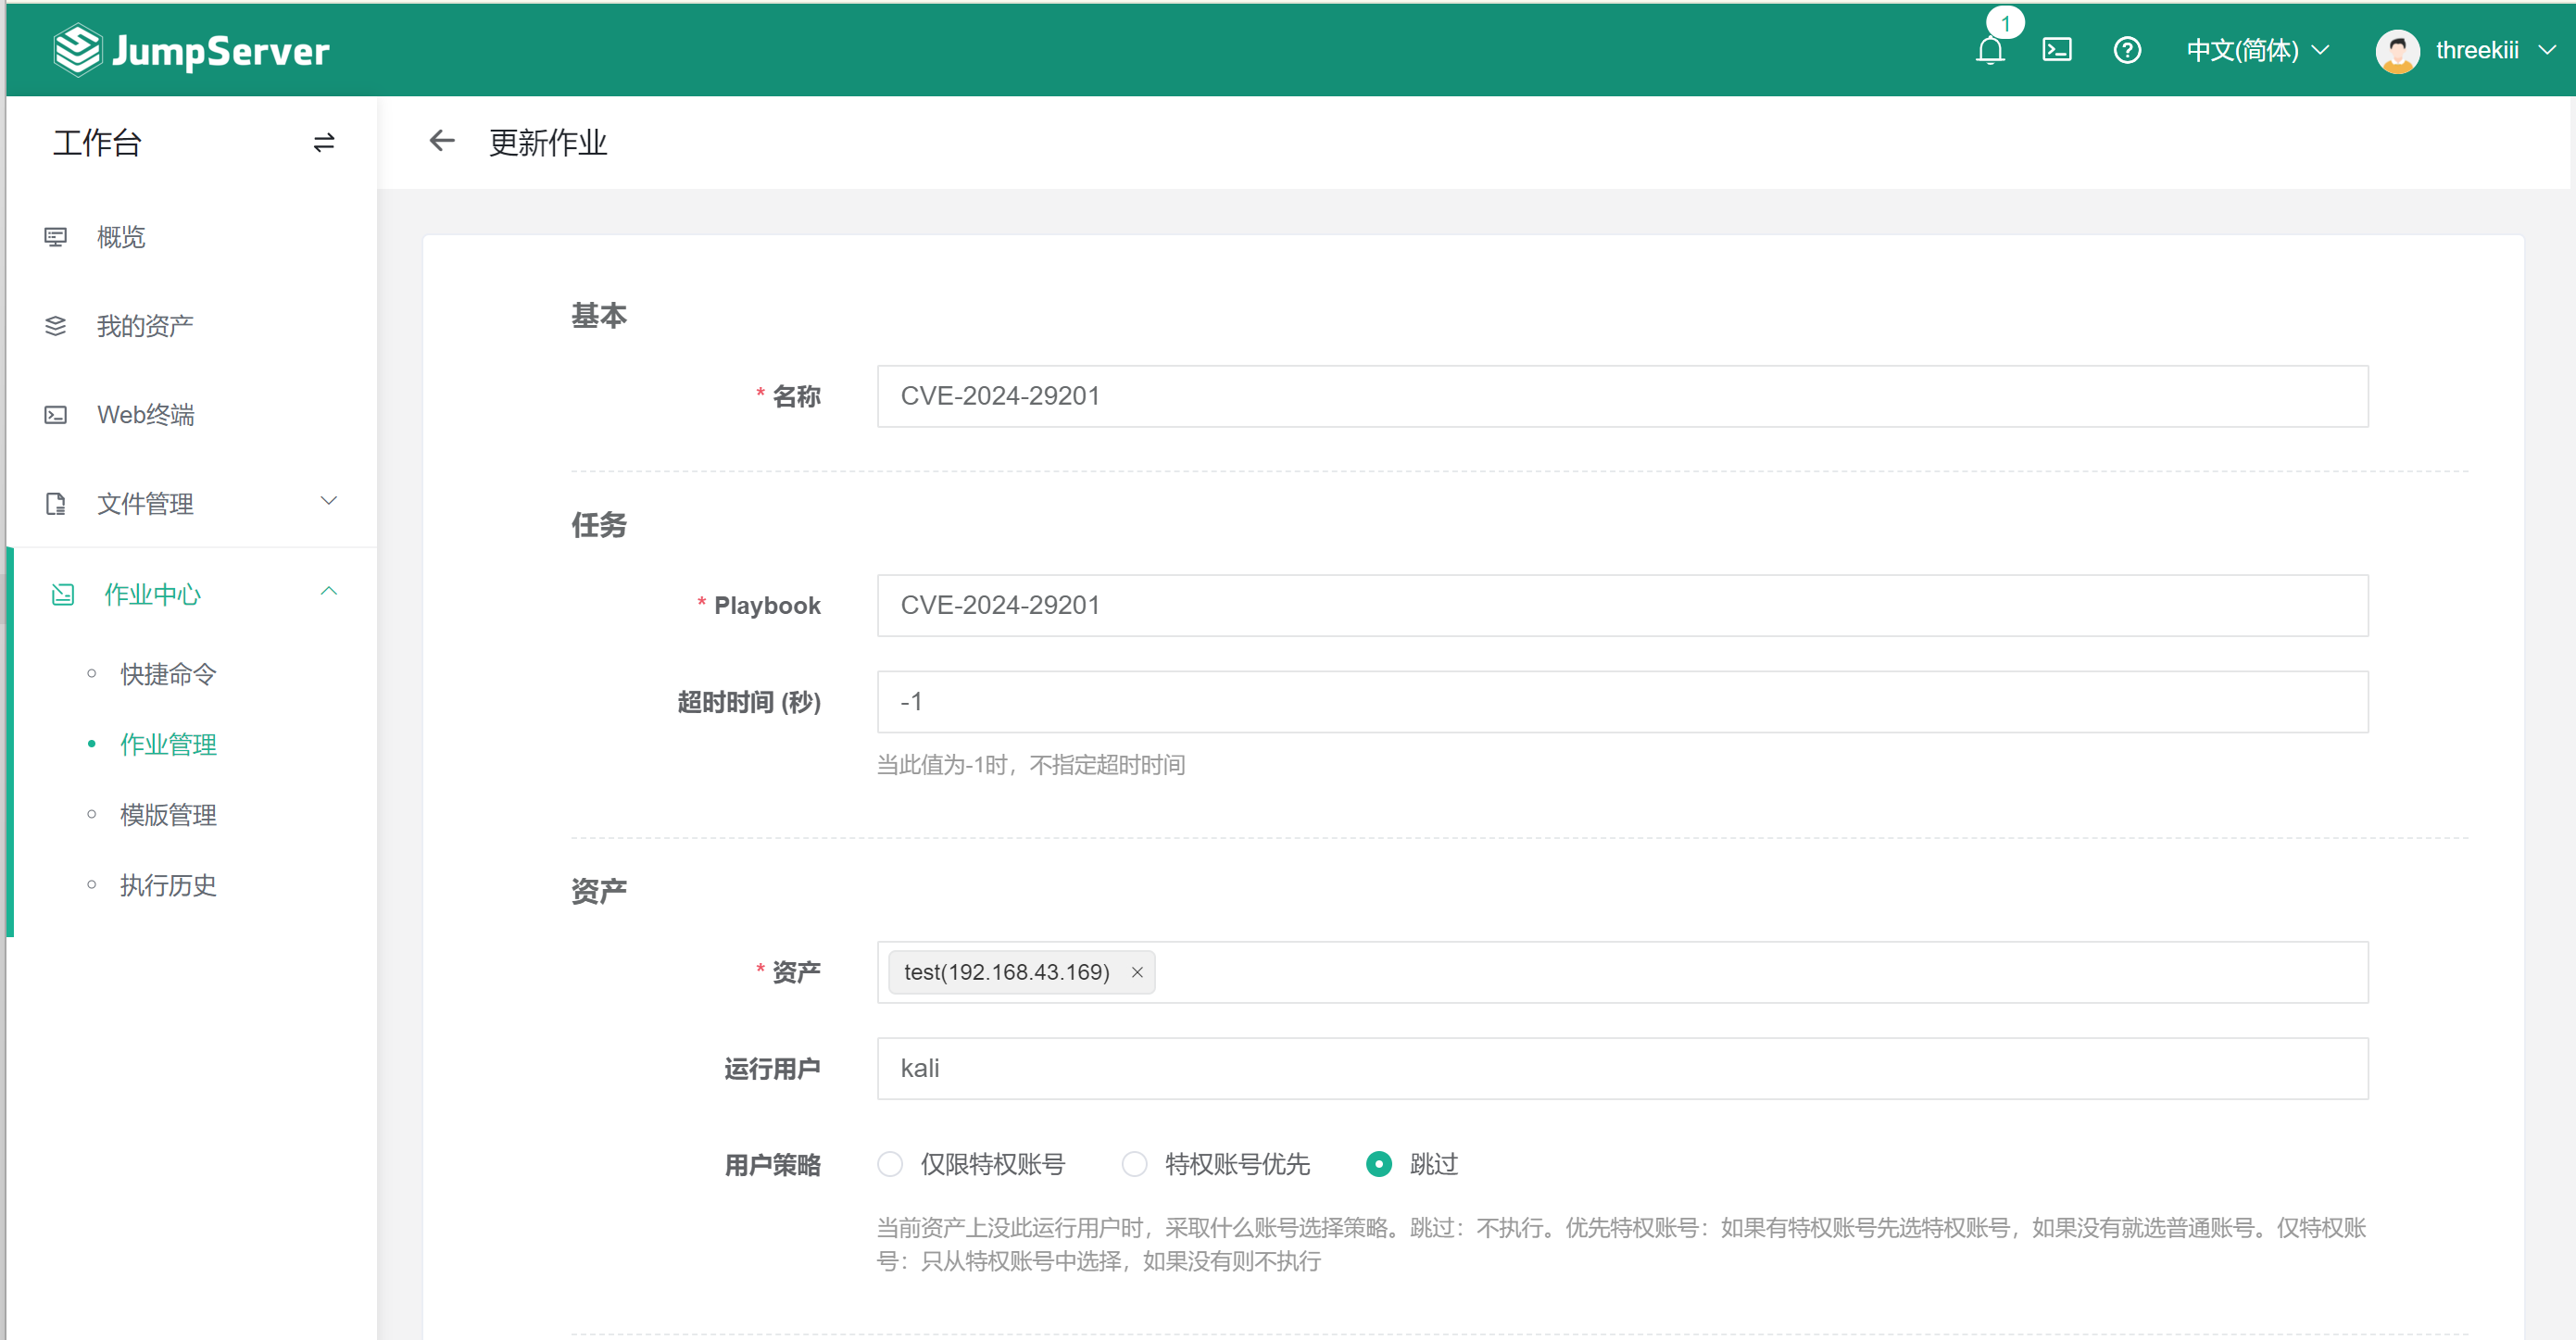 JumpServer
1
中文(简体)
threekiii
工作台
更新作业
概览
我的资产
Web终端
文件管理
作业中心
快捷命令
作业管理
模版管理
执行历史
基本
* 名称
CVE-2024-29201
任务
* Playbook
CVE-2024-29201
超时时间 (秒)
-1
当此值为-1时，不指定超时时间
资产
* 资产
test(192.168.43.169) ×
运行用户
kali
用户策略
仅限特权账号 特权账号优先 跳过
当前资产上没此运行用户时，采取什么账号选择策略。跳过：不执行。优先特权账号：如果有特权账号先选特权账号，如果没有就选普通账号。仅特权账
号：只从特权账号中选择，如果没有则不执行